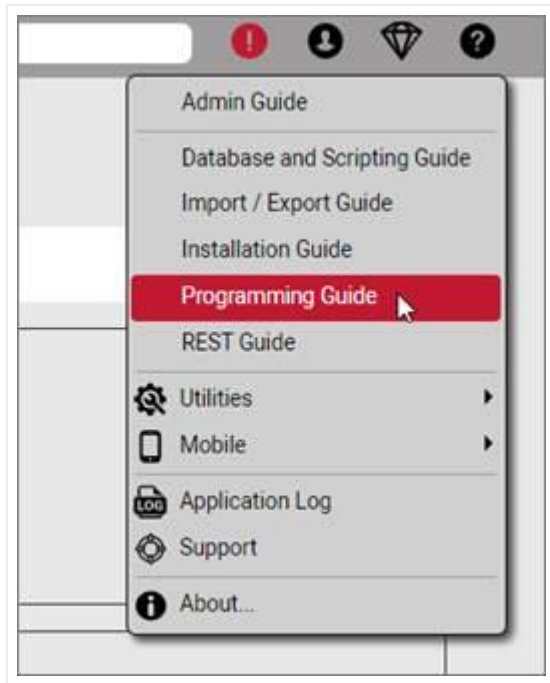 Admin Guide
Database and Scripting Guide
Import / Export Guide
Installation Guide
Programming Guide
REST Guide
Utilities
Mobile
LOG
Application Log
Support
About...